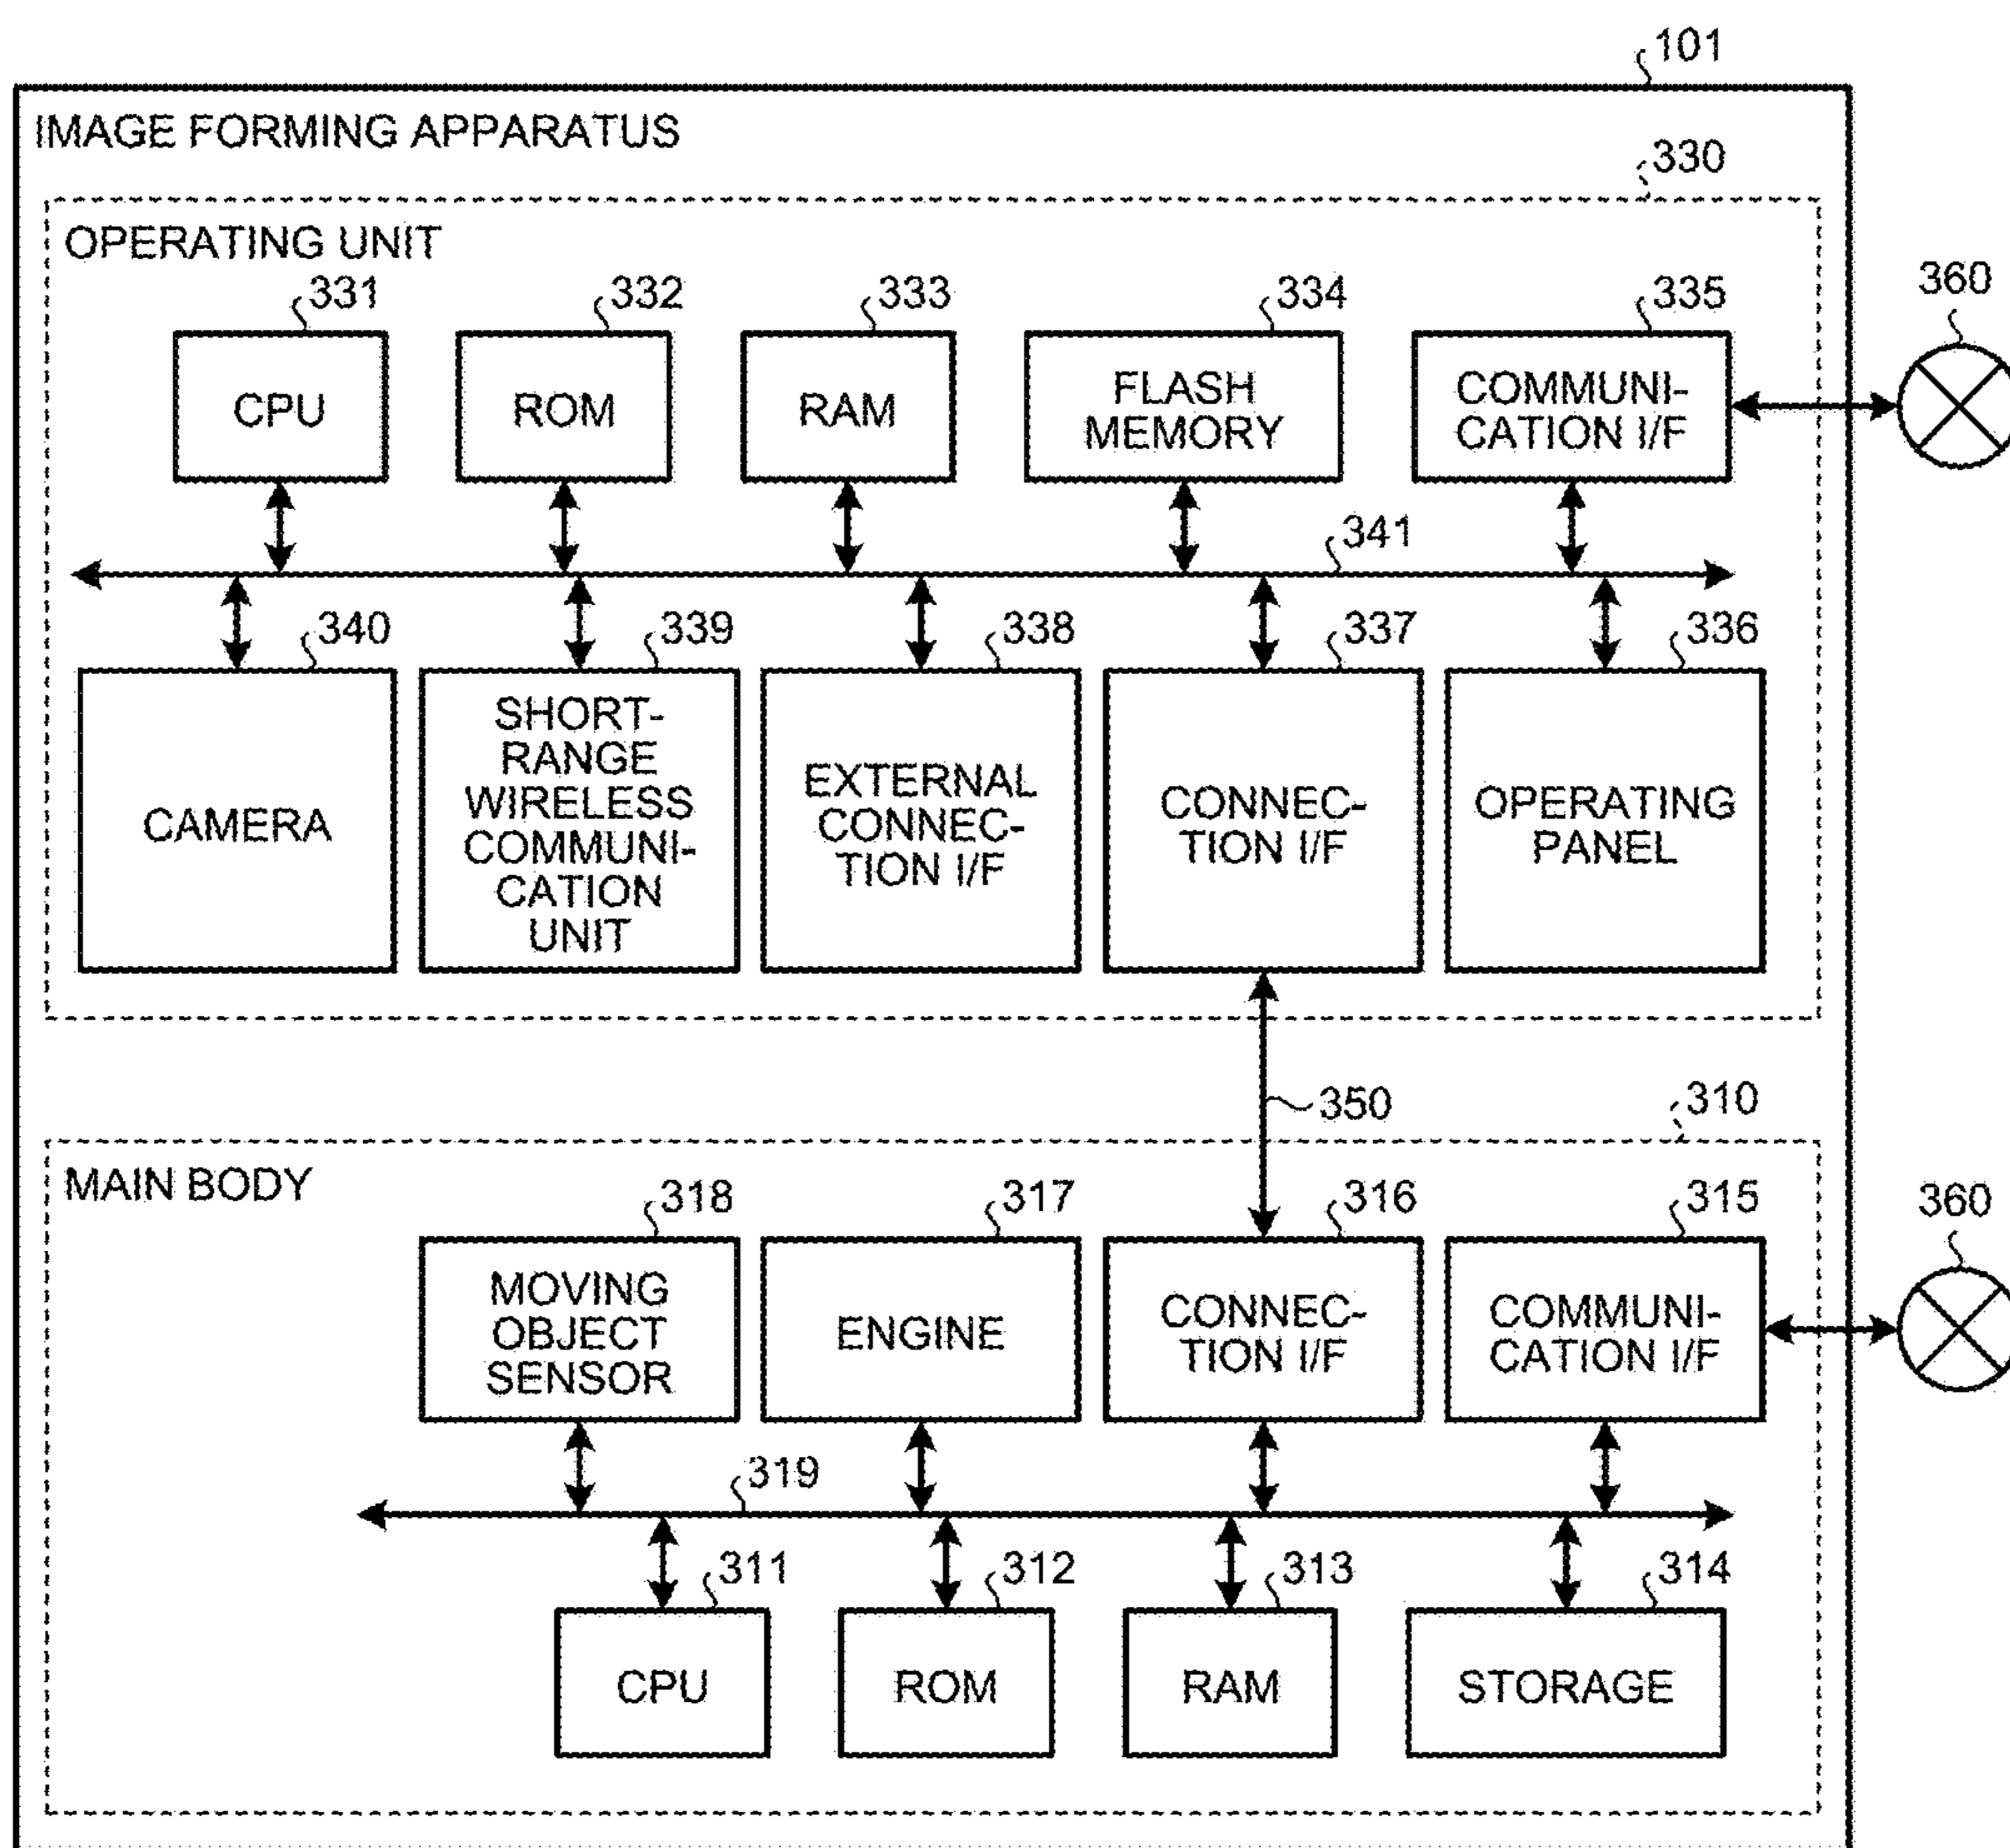 101
IMAGE FORMING APPARATUS
330
OPERATING UNIT
331
332
333
334
335
360
CPU
ROM
RAM
FLASH
MEMORY
COMMUNI-
CATION I/F
341
340
339
338
337
336
CAMERA
SHORT-
RANGE
WIRELESS
COMMUNI-
CATION
UNIT
EXTERNAL
CONNEC-
TION I/F
CONNEC-
TION I/F
OPERATING
PANEL
350
310
MAIN BODY
318
317
316
315
360
MOVING
OBJECT
SENSOR
ENGINE
CONNEC-
TION I/F
COMMUNI-
CATION I/F
319
311
312
313
314
CPU
ROM
RAM
STORAGE